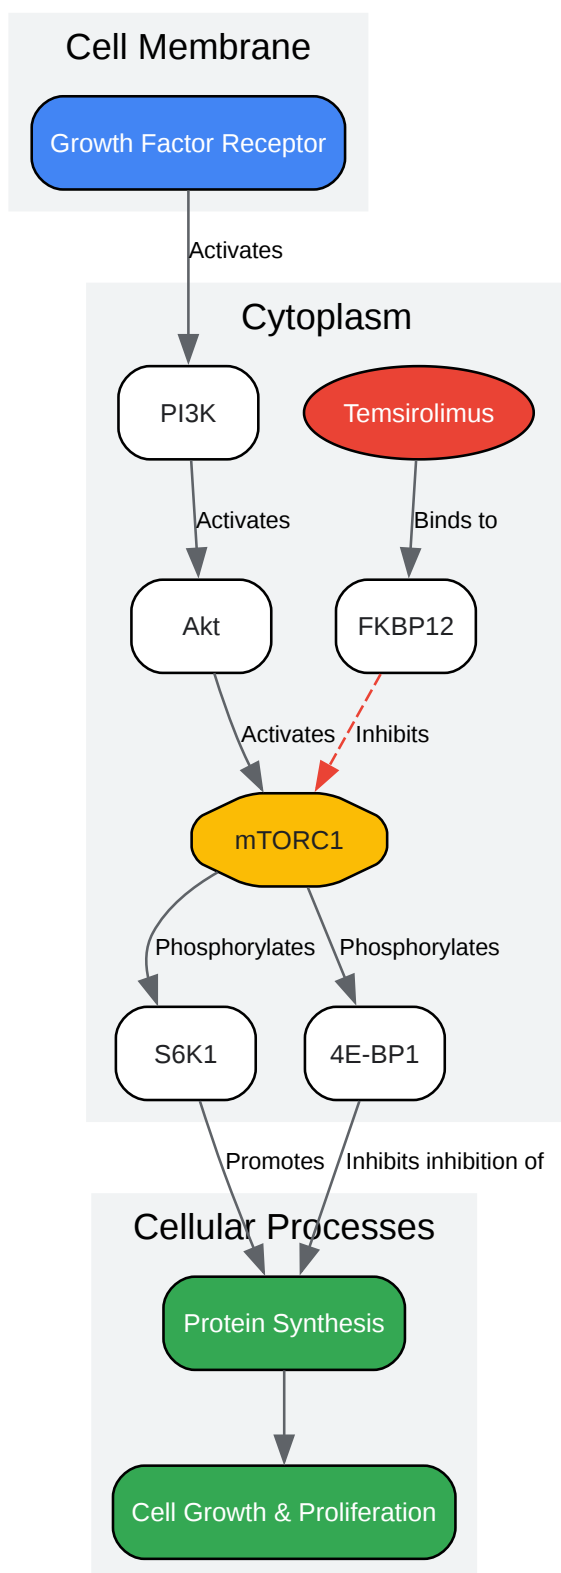 Cell Membrane
Growth Factor Receptor
Activates
Cytoplasm
PI3K
Temsirolimus
Activates
Binds to
Akt
FKBP12
Activates
Inhibits
mTORC1
Phosphorylates
Phosphorylates
S6K1
4E-BP1
Promotes
Inhibits inhibition of
Cellular Processes
Protein Synthesis
Cell Growth & Proliferation